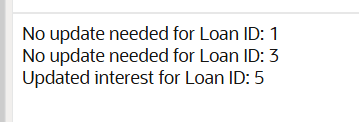 No update needed for Loan ID: 1
No update needed for Loan ID: 3
Updated interest for Loan ID: 5